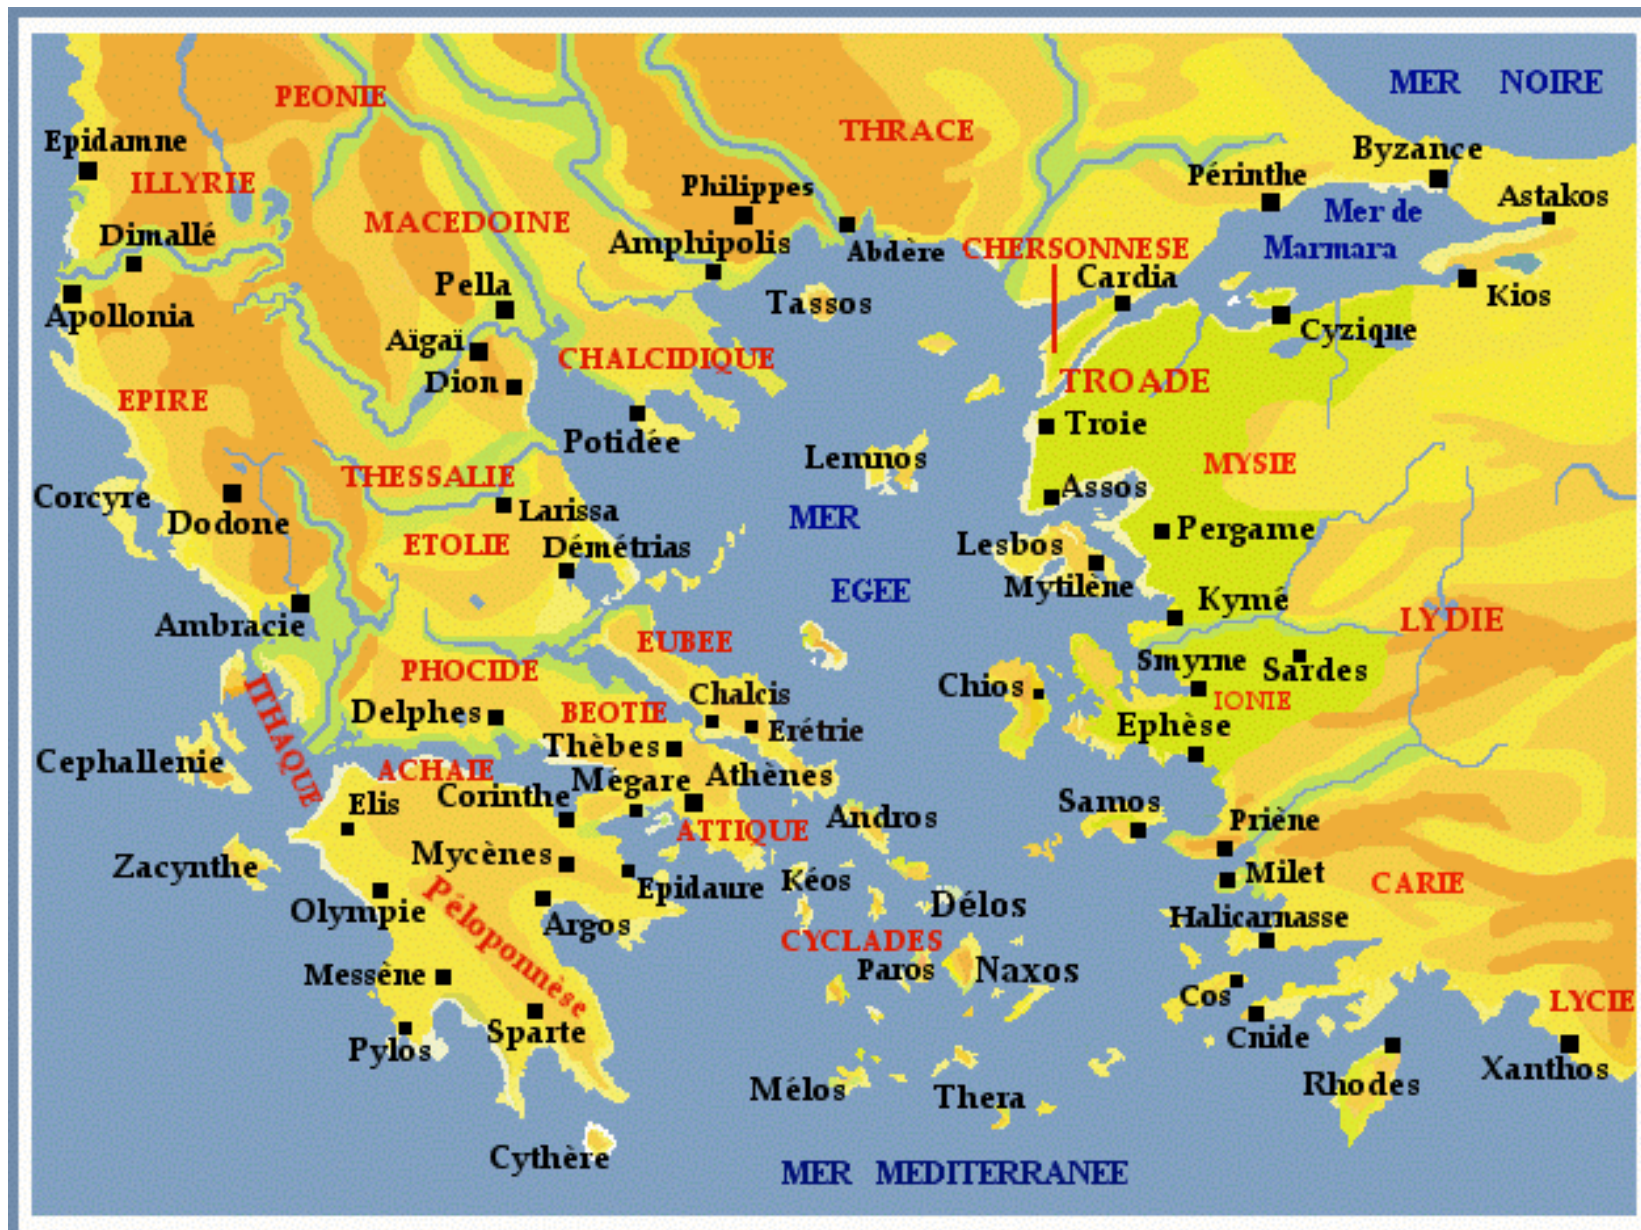 MER NOIRE
PEONIE
THRACE
Epidamne
Byzance
ILLYRIE
Philippes
Périnthe
Astakos
MACEDOINE
Mer de
Marmara
Dimallé
Amphipolis
Abdère
CHERSONNESE
Cardia
Pella
Tassos
Kios
Apollonia
Cyzique
Aïgaï
CHALCIDIQUE
Dion
TROADE
EPIRE
Troie
Potidée
Lemnos
MYSIE
THESSALIE
Assos
Corcyre
Larissa
Dodone
MER
EGEE
Pergame
ETOLIE
Démétrias
Lesbos
Mytilène
Kymê
Ambracie
LYDIE
EUBEE
PHOCIDE
Smyrne
Sardes
Chios
Chalcis
IONIE
ITHAQUE
Delphes
BEOTIE
Erétrie
Ephèse
Thèbes
Cephallenie
ACHAIE
Mégare
Athènes
Corinthe
Elis
Samos
Andros
ATTIQUE
Priène
Mycènes
Zacynthe
Epidaure
Kéos
Milet
CARIE
Péloponnèse
Olympie
Argos
Délos
Halicarnasse
CYCLADES
Paros
Naxos
Messène
Cos
LYCIE
Sparte
Pylos
Cnide
Xanthos
Rhodes
Mélos
Thera
Cythère
MER MEDITERRANEE